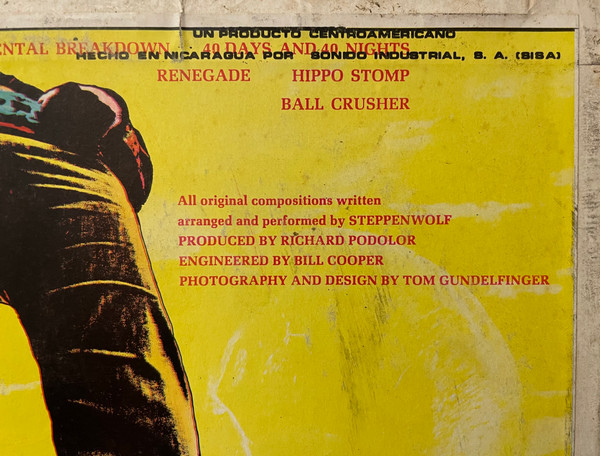 UN PRODUCTO CENTROAMERICANO
ENTAL BREAKDOWN . . 40 DAYS AND 40 NIGHTS
HECHO EN NICARAGUA POR SONIDO INDUSTRIAL, S. A. (SISA)
RENEGADE HIPPO STOMP
BALL CRUSHER
All original compositions written
arranged and performed by STEPPENWOLF
PRODUCED BY RICHARD PODOLOR
ENGINEERED BY BILL COOPER
PHOTOGRAPHY AND DESIGN BY TOM GUNDELFINGER